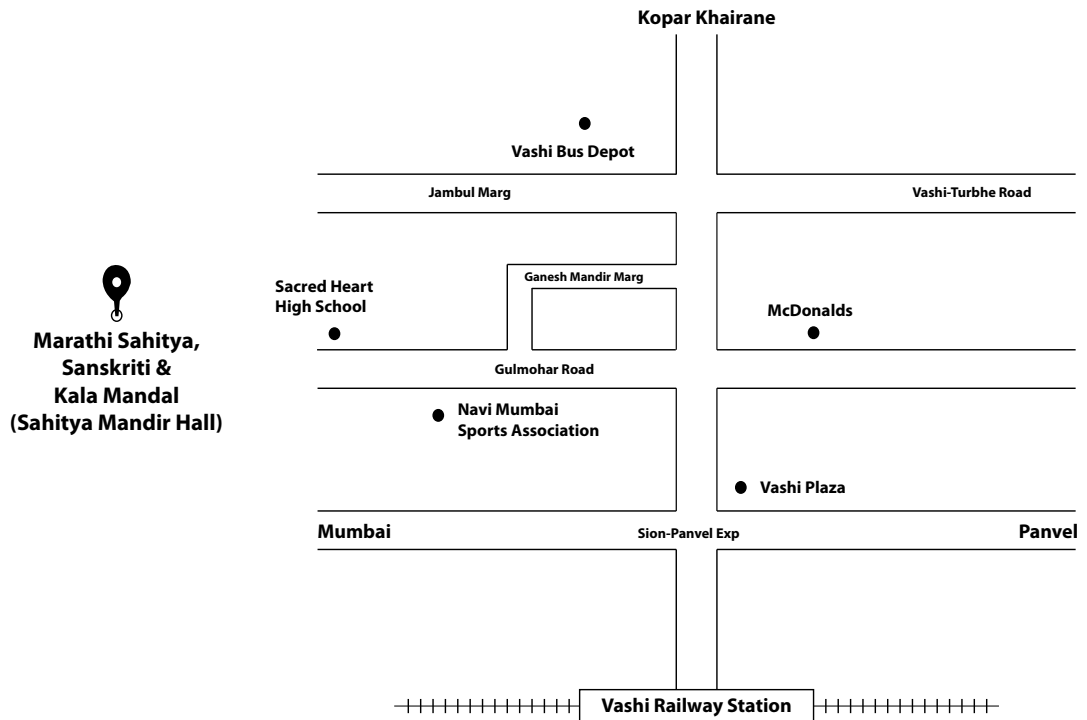 Kopar Khairane
Vashi Bus Depot
Jambul Marg
Vashi-Turbhe Road
Ganesh Mandir Marg
Sacred Heart
High School
McDonalds
Marathi Sahitya,
Sanskriti &
Kala Mandal
(Sahitya Mandir Hall)
Gulmohar Road
Navi Mumbai
Sports Association
Vashi Plaza
Mumbai
Sion-Panvel Exp
Panvel
Vashi Railway Station